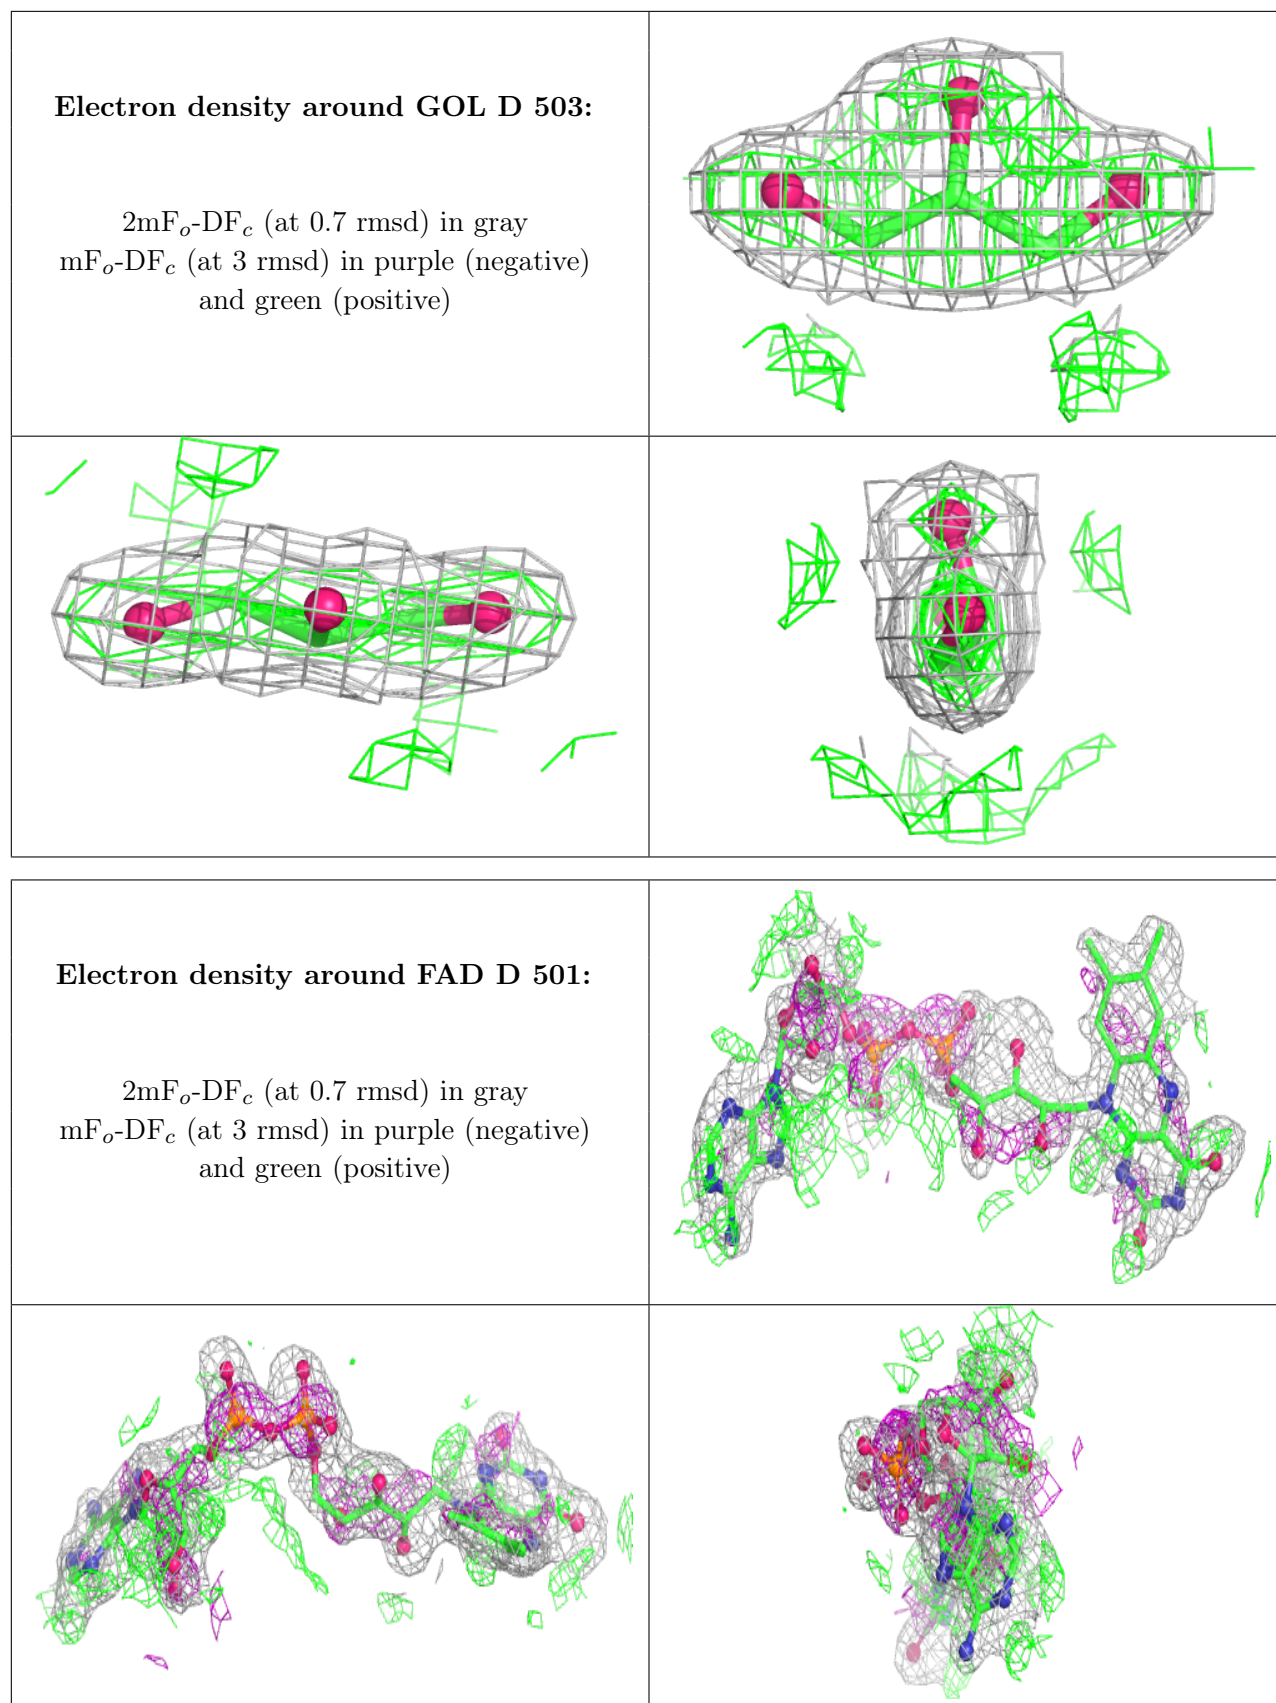 Electron density around GOL D 503:
2mFo-DFc (at 0.7 rmsd) in gray
mFo-DFc (at 3 rmsd) in purple (negative)
and green (positive)
Electron density around FAD D 501:
2mFo-DFc (at 0.7 rmsd) in gray
mFo-DFc (at 3 rmsd) in purple (negative)
and green (positive)